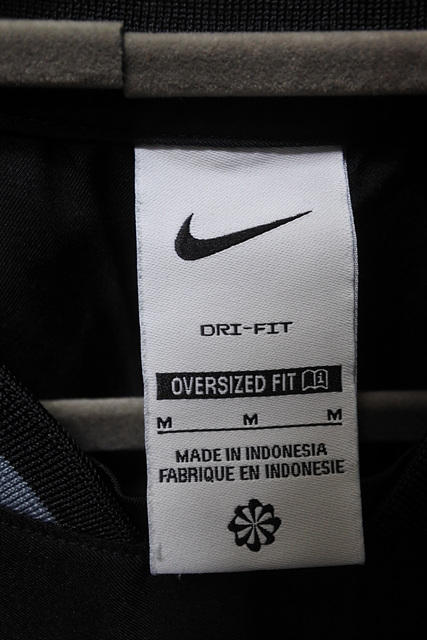 DRI-FIT
OVERSIZED FIT
M M M
MADE IN INDONESIA
FABRIQUE EN INDONESIE